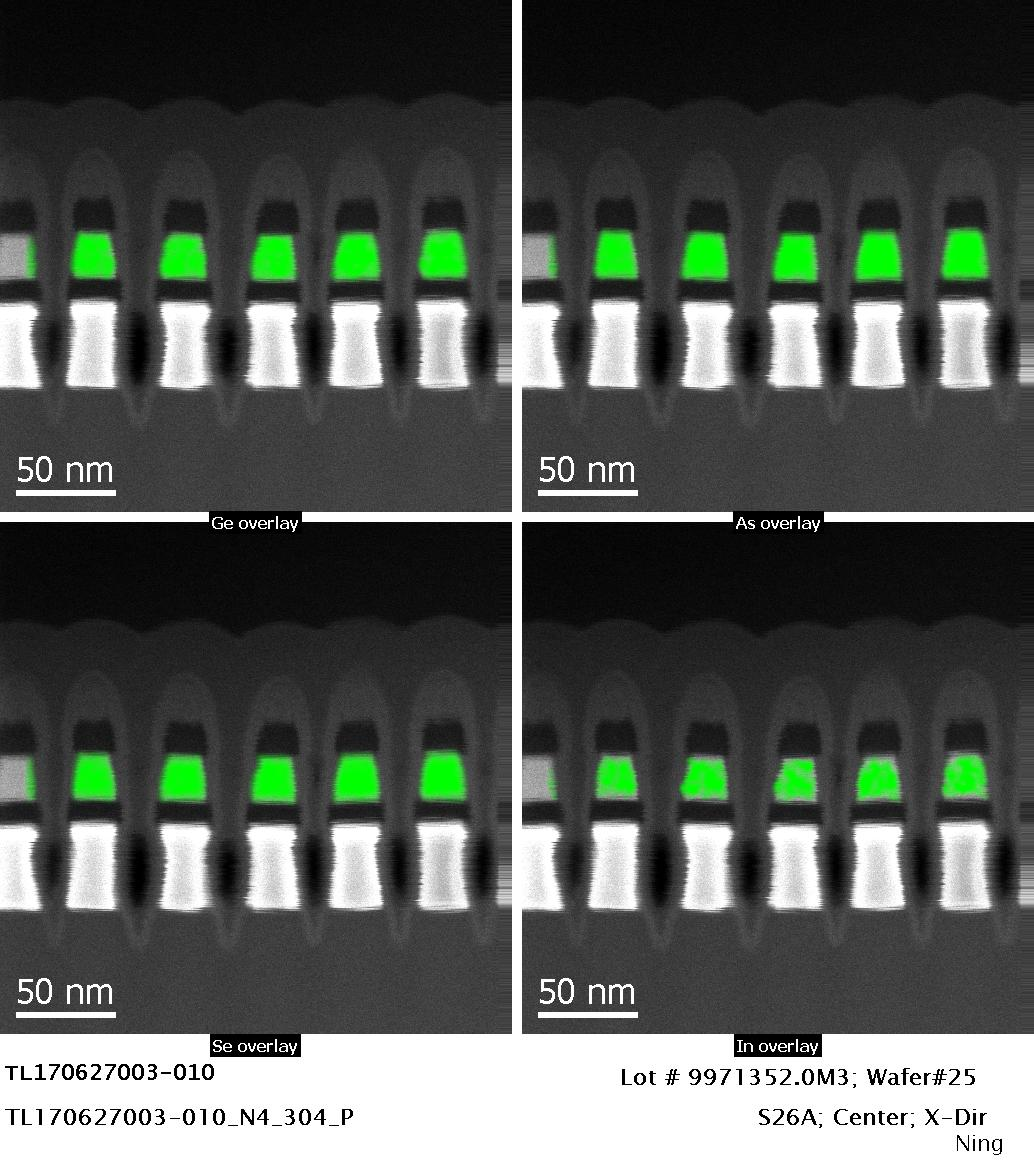 50 nm
50 nm
Ge overlay
As overlay
50 nm
50 nm
Se overlay
In overlay
TL170627003-010
Lot # 9971352.0M3; Wafer#25
TL170627003-010_N4_304_P
S26A; Center; X-Dir
Ning